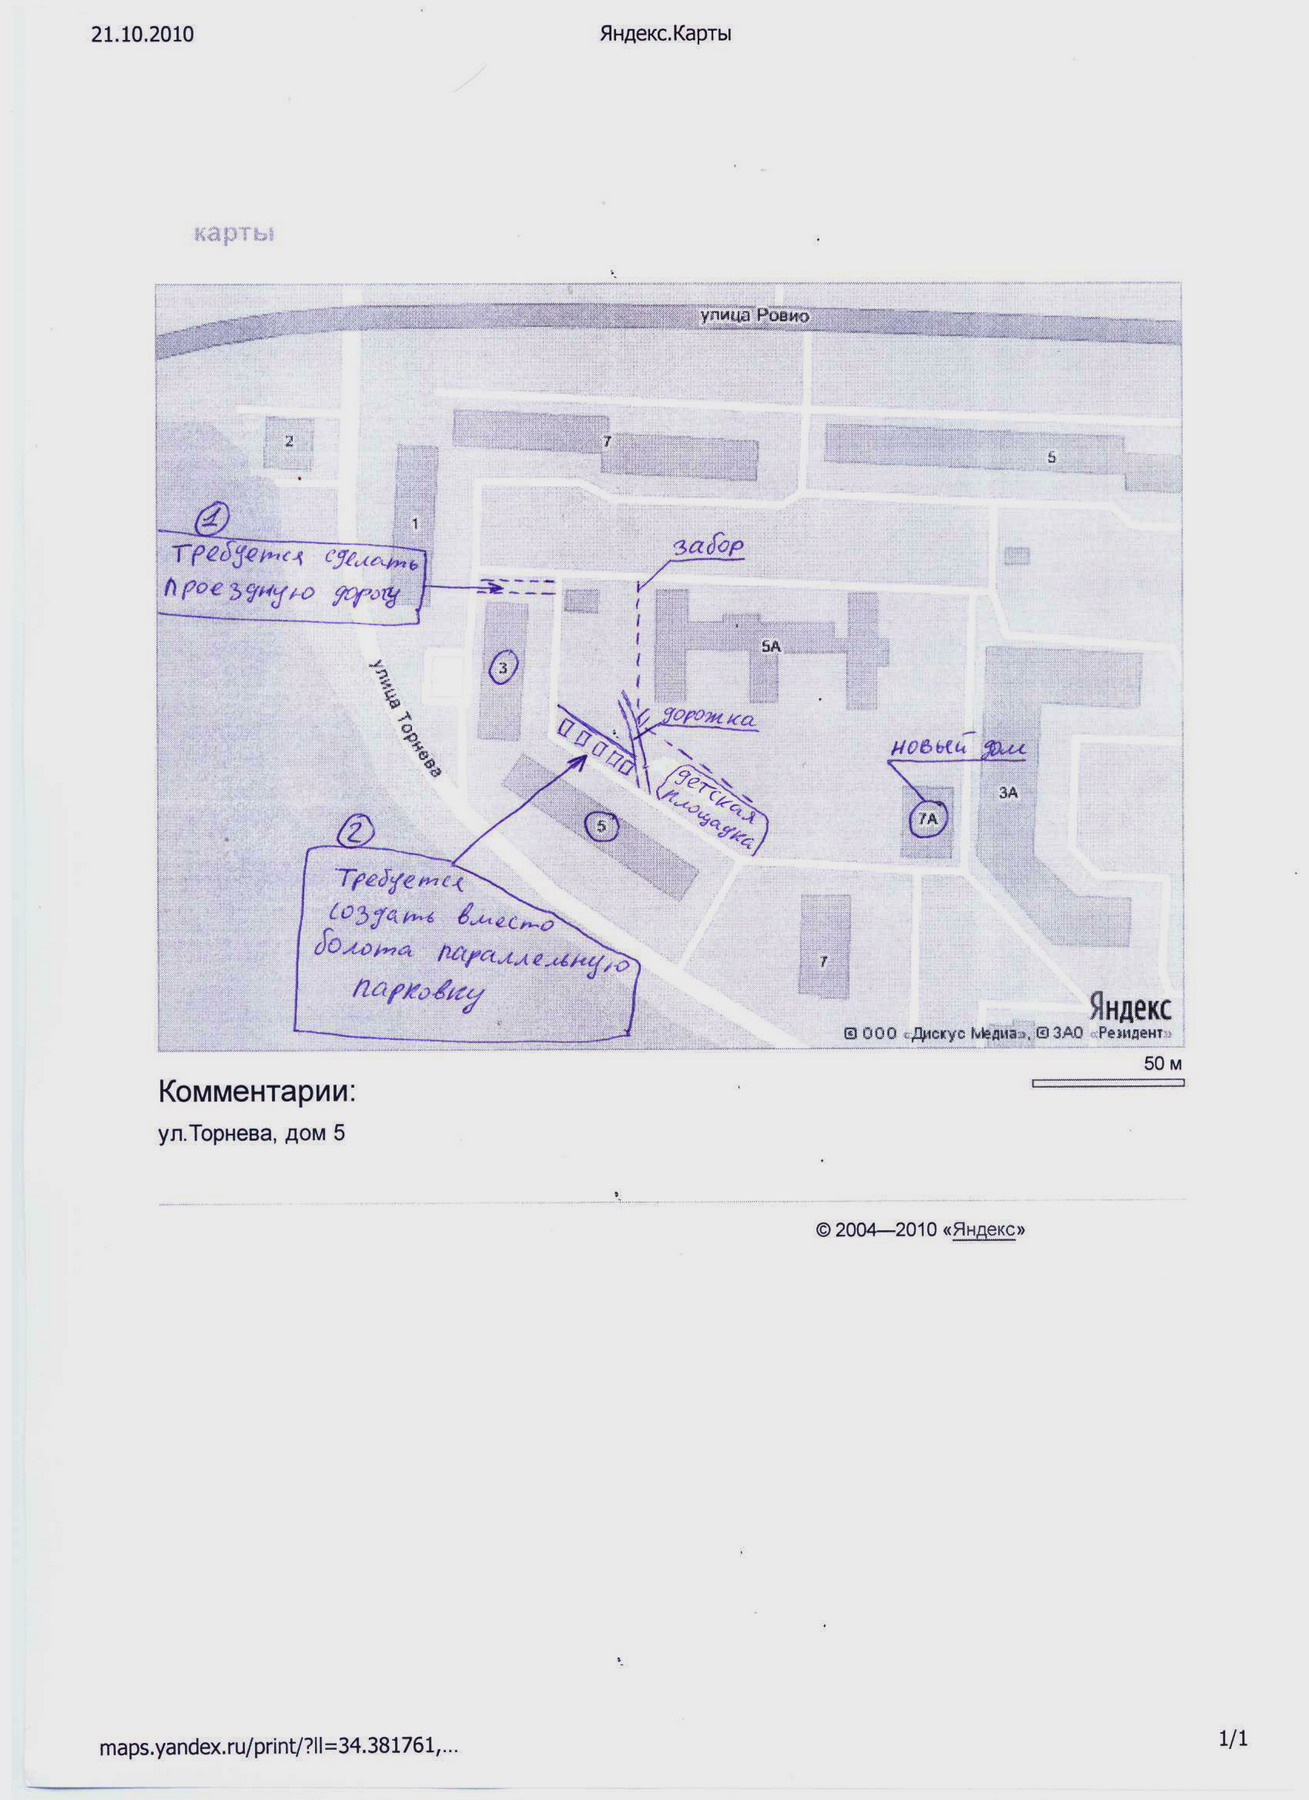 21.10.2010
Яндекс.Карты
карты
улица Ровио
2
7
5
1
1
Требуется сделать
проездную дорогу
забор
3
5А
улица Торнева
дорожка
новый дом
детская
площадка
3А
7А
5
2
Требуется
создать вместо
болота параллельную
парковку
7
Яндекс
© ООО «Дискус Медиа», © ЗАО «Резидент»
50 м
Комментарии:
ул.Торнева, дом 5
© 2004—2010 «Яндекс»
maps.yandex.ru/print/?ll=34.381761,...
1/1